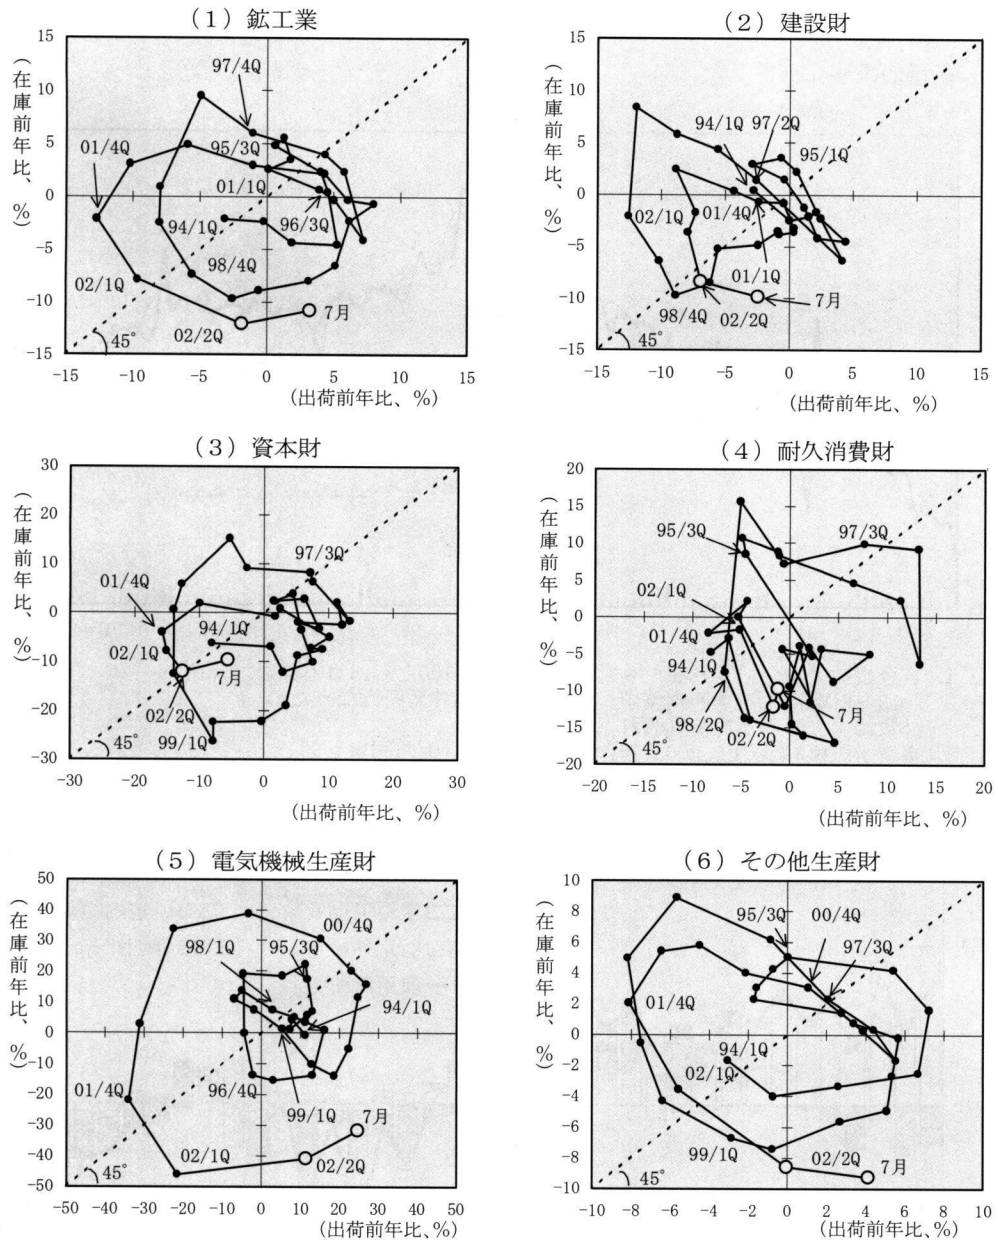 （1）鉱工業
（在庫前年比、％）
15
10
5
0
-5
-10
-15
97/4Q
95/3Q
01/4Q
01/1Q
96/3Q
94/1Q
98/4Q
02/1Q
02/2Q
7月
45°
-15 -10 -5 0 5 10 15
（出荷前年比、％）
（2）建設財
（在庫前年比、％）
15
10
5
0
-5
-10
-15
94/1Q
97/2Q
95/1Q
02/1Q
01/4Q
01/1Q
98/4Q
02/2Q
7月
45°
-15 -10 -5 0 5 10 15
（出荷前年比、％）
（3）資本財
（在庫前年比、％）
30
20
10
0
-10
-20
-30
97/3Q
01/4Q
94/1Q
02/1Q
7月
02/2Q
99/1Q
45°
-30 -20 -10 0 10 20 30
（出荷前年比、％）
（4）耐久消費財
（在庫前年比、％）
20
15
10
5
0
-5
-10
-15
-20
95/3Q
97/3Q
02/1Q
01/4Q
94/1Q
98/2Q
02/2Q
7月
45°
-20 -15 -10 -5 0 5 10 15 20
（出荷前年比、％）
（5）電気機械生産財
（在庫前年比、％）
50
40
30
20
10
0
-10
-20
-30
-40
-50
00/4Q
98/1Q
95/3Q
94/1Q
01/4Q
96/4Q
99/1Q
7月
02/1Q
02/2Q
45°
-50 -40 -30 -20 -10 0 10 20 30 40 50
（出荷前年比、％）
（6）その他生産財
（在庫前年比、％）
10
8
6
4
2
0
-2
-4
-6
-8
-10
95/3Q
00/4Q
97/3Q
01/4Q
94/1Q
02/1Q
99/1Q
02/2Q
7月
45°
-10 -8 -6 -4 -2 0 2 4 6 8 10
（出荷前年比、％）